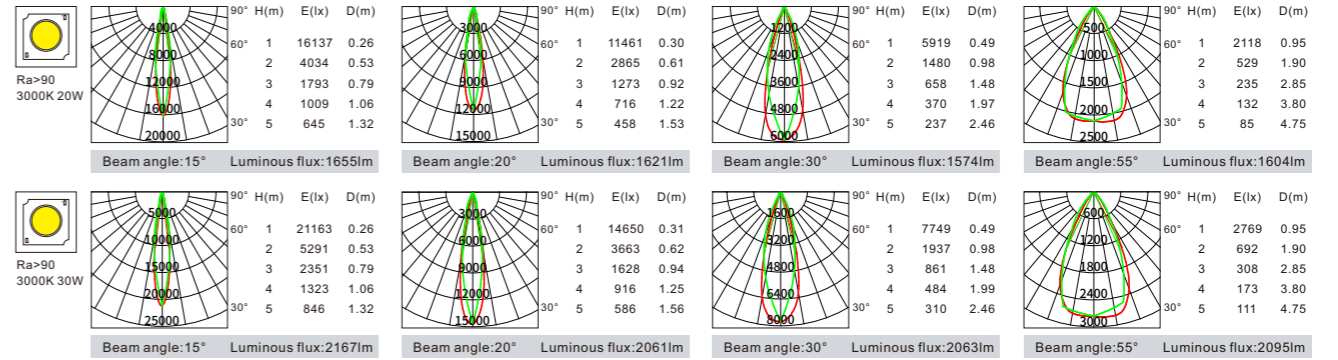 Ra>90
3000K 20W
4000
8000
12000
16000
20000
90° H(m) E(lx) D(m)
60° 1 16137 0.26
2 4034 0.53
3 1793 0.79
4 1009 1.06
30° 5 645 1.32
Beam angle:15° Luminous flux:1655lm
3000
6000
9000
12000
15000
90° H(m) E(lx) D(m)
60° 1 11461 0.30
2 2865 0.61
3 1273 0.92
4 716 1.22
30° 5 458 1.53
Beam angle:20° Luminous flux:1621lm
1200
2400
3600
4800
6000
90° H(m) E(lx) D(m)
60° 1 5919 0.49
2 1480 0.98
3 658 1.48
4 370 1.97
30° 5 237 2.46
Beam angle:30° Luminous flux:1574lm
500
1000
1500
2000
2500
90° H(m) E(lx) D(m)
60° 1 2118 0.95
2 529 1.90
3 235 2.85
4 132 3.80
30° 5 85 4.75
Beam angle:55° Luminous flux:1604lm
Ra>90
3000K 30W
5000
10000
15000
20000
25000
90° H(m) E(lx) D(m)
60° 1 21163 0.26
2 5291 0.53
3 2351 0.79
4 1323 1.06
30° 5 846 1.32
Beam angle:15° Luminous flux:2167lm
3000
6000
9000
12000
15000
90° H(m) E(lx) D(m)
60° 1 14650 0.31
2 3663 0.62
3 1628 0.94
4 916 1.25
30° 5 586 1.56
Beam angle:20° Luminous flux:2061lm
1600
3200
4800
6400
8000
90° H(m) E(lx) D(m)
60° 1 7749 0.49
2 1937 0.98
3 861 1.48
4 484 1.99
30° 5 310 2.46
Beam angle:30° Luminous flux:2063lm
600
1200
1800
2400
3000
90° H(m) E(lx) D(m)
60° 1 2769 0.95
2 692 1.90
3 308 2.85
4 173 3.80
30° 5 111 4.75
Beam angle:55° Luminous flux:2095lm